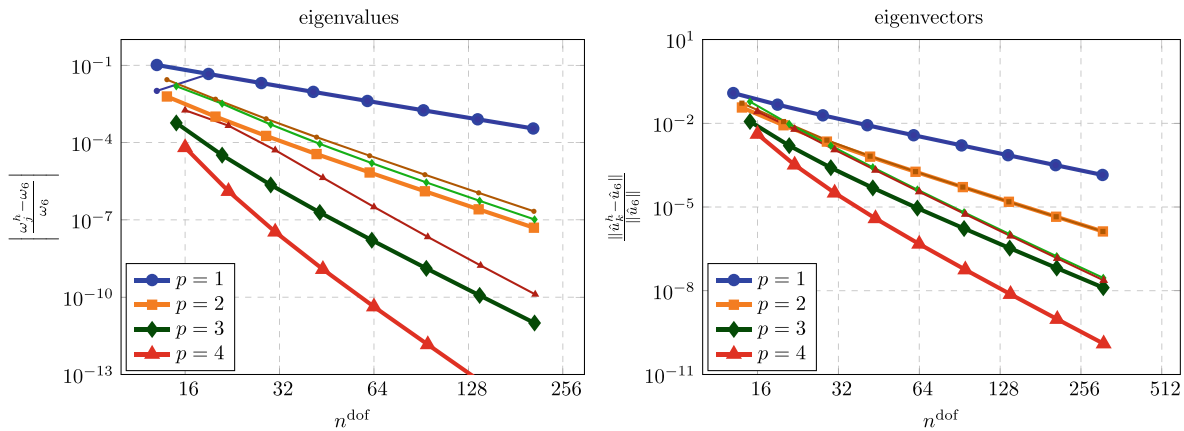 eigenvalues
10⁻¹
10⁻⁴
10⁻⁷
10⁻¹⁰
10⁻¹³
|ω_j^h − ω_6 / ω_6|
p = 1
p = 2
p = 3
p = 4
16 32 64 128 256
n^dof
eigenvectors
10¹
10⁻²
10⁻⁵
10⁻⁸
10⁻¹¹
‖û_k^h − û_6‖ / ‖û_6‖
p = 1
p = 2
p = 3
p = 4
16 32 64 128 256 512
n^dof